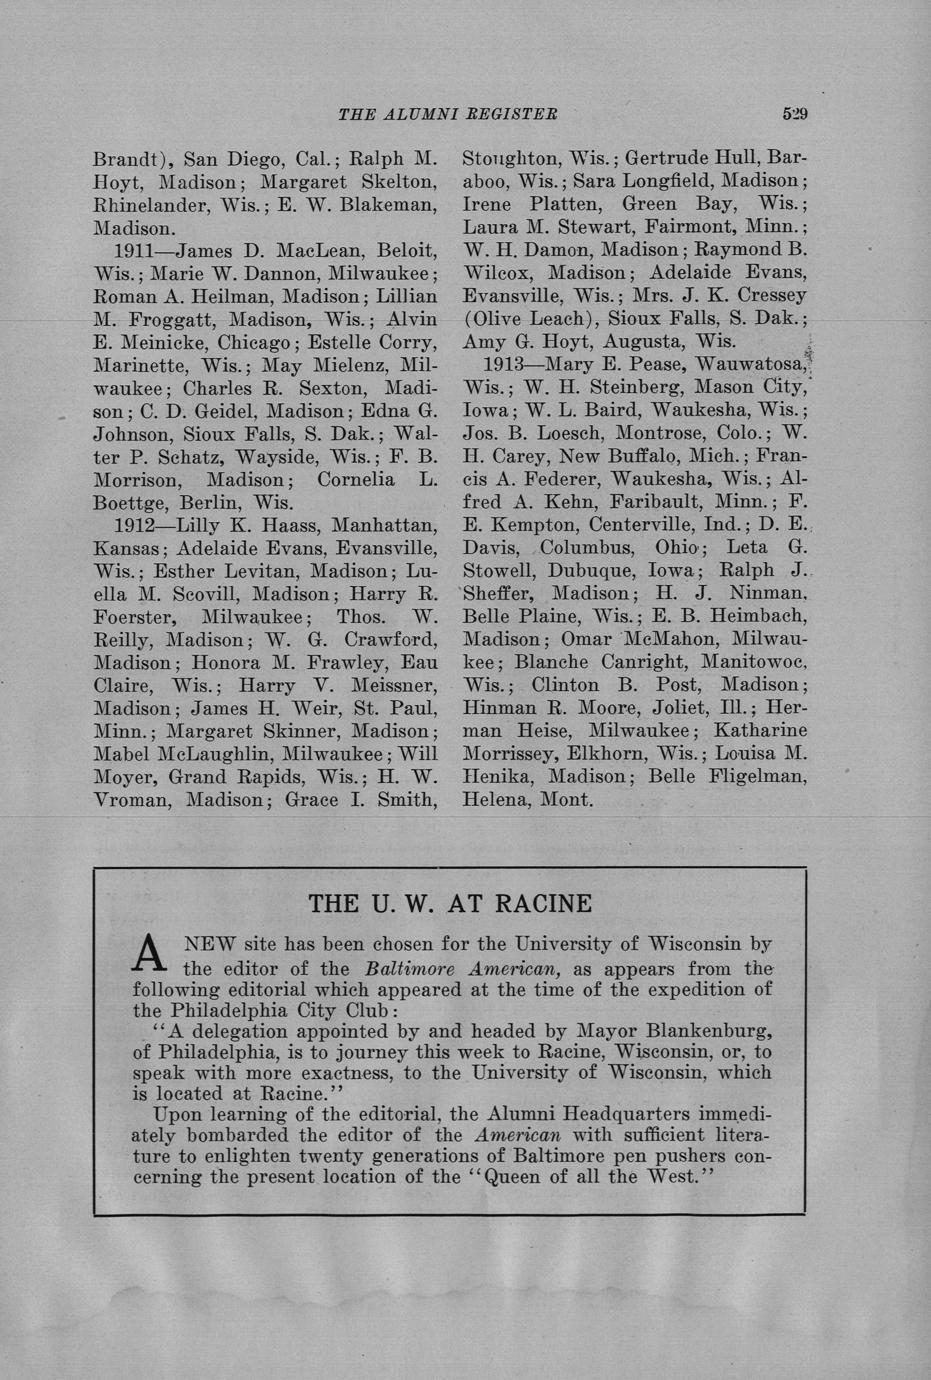 THE ALUMNI REGISTER 529
Brandt), San Diego, Cal.; Ralph M.
Hoyt, Madison; Margaret Skelton,
Rhinelander, Wis.; E. W. Blakeman,
Madison.
1911—James D. MacLean, Beloit,
Wis.; Marie W. Dannon, Milwaukee;
Roman A. Heilman, Madison; Lillian
M. Froggatt, Madison, Wis.; Alvin
E. Meinicke, Chicago; Estelle Corry,
Marinette, Wis.; May Mielenz, Mil-
waukee; Charles R. Sexton, Madi-
son; C. D. Geidel, Madison; Edna G.
Johnson, Sioux Falls, S. Dak.; Wal-
ter P. Schatz, Wayside, Wis.; F. B.
Morrison, Madison; Cornelia L.
Boettge, Berlin, Wis.
1912—Lilly K. Haass, Manhattan,
Kansas; Adelaide Evans, Evansville,
Wis.; Esther Levitan, Madison; Lu-
ella M. Scovill, Madison; Harry R.
Foerster, Milwaukee; Thos. W.
Reilly, Madison; W. G. Crawford,
Madison; Honora M. Frawley, Eau
Claire, Wis.; Harry V. Meissner,
Madison; James H. Weir, St. Paul,
Minn.; Margaret Skinner, Madison;
Mabel McLaughlin, Milwaukee; Will
Moyer, Grand Rapids, Wis.; H. W.
Vroman, Madison; Grace I. Smith,
Stoughton, Wis.; Gertrude Hull, Bar-
aboo, Wis.; Sara Longfield, Madison;
Irene Platten, Green Bay, Wis.;
Laura M. Stewart, Fairmont, Minn.;
W. H. Damon, Madison; Raymond B.
Wilcox, Madison; Adelaide Evans,
Evansville, Wis.; Mrs. J. K. Cressey
(Olive Leach), Sioux Falls, S. Dak.;
Amy G. Hoyt, Augusta, Wis.
1913—Mary E. Pease, Wauwatosa,
Wis.; W. H. Steinberg, Mason City,
Iowa; W. L. Baird, Waukesha, Wis.;
Jos. B. Loesch, Montrose, Colo.; W.
H. Carey, New Buffalo, Mich.; Fran-
cis A. Federer, Waukesha, Wis.; Al-
fred A. Kehn, Faribault, Minn.; F.
E. Kempton, Centerville, Ind.; D. E.
Davis, Columbus, Ohio; Leta G.
Stowell, Dubuque, Iowa; Ralph J.
Sheffer, Madison; H. J. Ninman,
Belle Plaine, Wis.; E. B. Heimbach,
Madison; Omar McMahon, Milwau-
kee; Blanche Canright, Manitowoc,
Wis.; Clinton B. Post, Madison;
Hinman R. Moore, Joliet, Ill.; Her-
man Heise, Milwaukee; Katharine
Morrissey, Elkhorn, Wis.; Louisa M.
Henika, Madison; Belle Fligelman,
Helena, Mont.
THE U. W. AT RACINE
A NEW site has been chosen for the University of Wisconsin by
the editor of the Baltimore American, as appears from the
following editorial which appeared at the time of the expedition of
the Philadelphia City Club:
"A delegation appointed by and headed by Mayor Blankenburg,
of Philadelphia, is to journey this week to Racine, Wisconsin, or, to
speak with more exactness, to the University of Wisconsin, which
is located at Racine."
Upon learning of the editorial, the Alumni Headquarters immedi-
ately bombarded the editor of the American with sufficient litera-
ture to enlighten twenty generations of Baltimore pen pushers con-
cerning the present location of the "Queen of all the West."